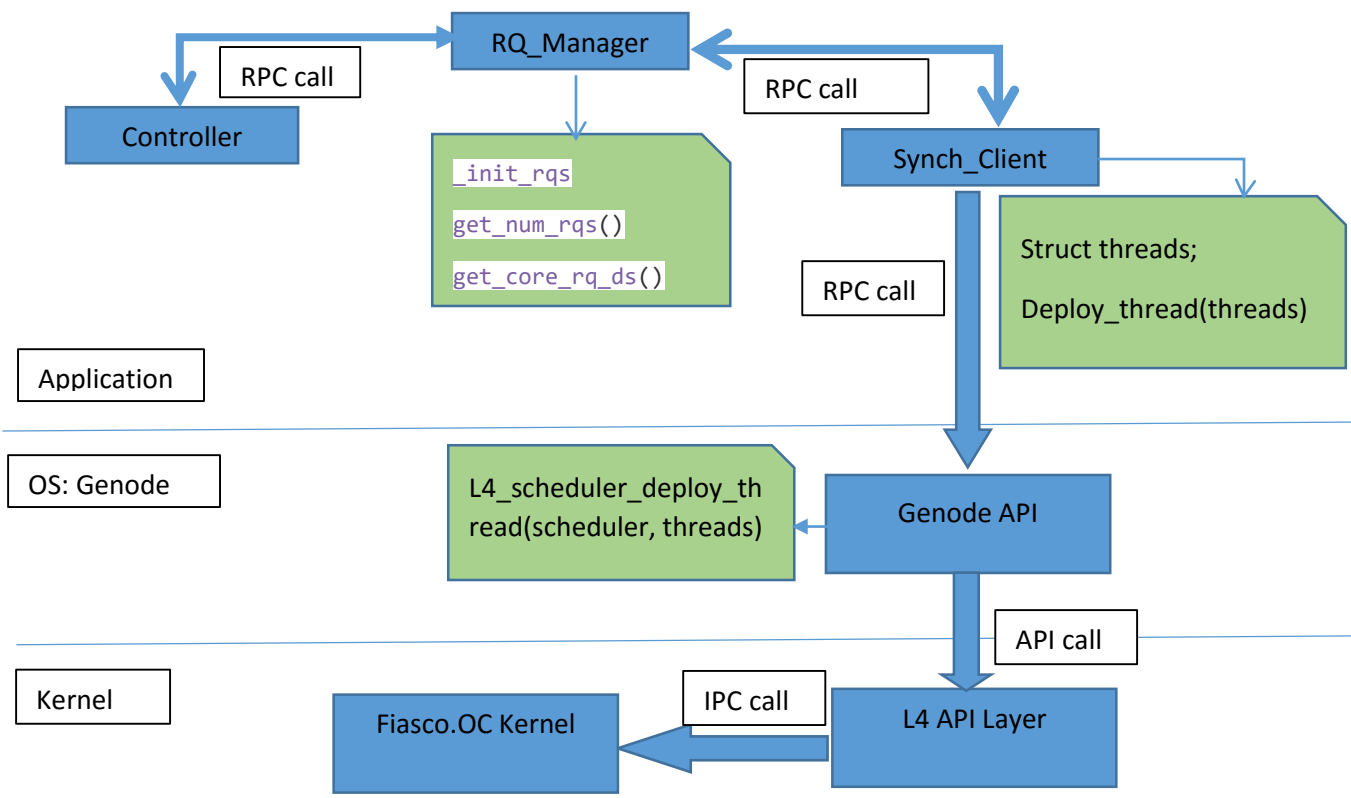 RQ_Manager
RPC call
RPC call
Controller
Synch_Client
_init_rqs
get_num_rqs()
get_core_rq_ds()
Struct threads;
Deploy_thread(threads)
RPC call
Application
OS: Genode
L4_scheduler_deploy_th
read(scheduler, threads)
Genode API
API call
Kernel
IPC call
Fiasco.OC Kernel
L4 API Layer